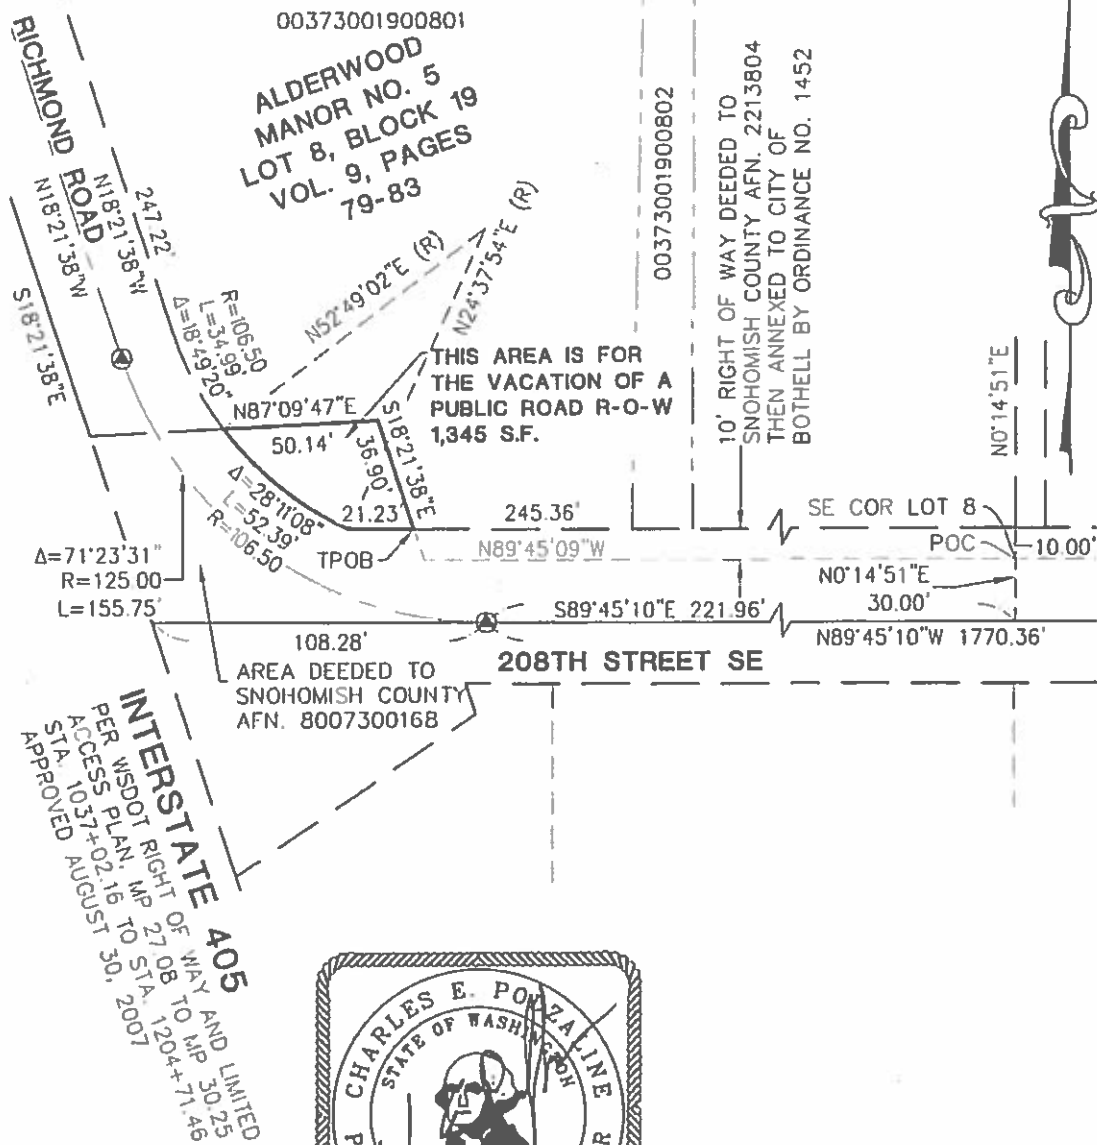 00373001900801
RICHMOND ROAD
ALDERWOOD
MANOR NO. 5
LOT 8, BLOCK 19
VOL. 9, PAGES
79-83
00373001900802
10' RIGHT OF WAY DEEDED TO
SNOHOMISH COUNTY AFN. 2213804
THEN ANNEXED TO CITY OF
BOTHELL BY ORDINANCE NO. 1452
N18°21'38"W
N18°21'38"W
247.22'
S18°21'38"E
R=106.50
L=34.99'
Δ=18°49'20"
N52°49'02"E (R)
N24°37'54"E (R)
THIS AREA IS FOR
THE VACATION OF A
PUBLIC ROAD R-O-W
1,345 S.F.
N87°09'47"E
50.14'
S18°21'38"E
36.90'
N0°14'51"E
Δ=28°11'08"
L=52.39'
R=106.50
21.23'
TPOB
245.36'
N89°45'09"W
SE COR LOT 8
POC
10.00'
Δ=71°23'31"
R=125.00
L=155.75'
N0°14'51"E
30.00'
S89°45'10"E 221.96'
N89°45'10"W 1770.36'
108.28'
208TH STREET SE
AREA DEEDED TO
SNOHOMISH COUNTY
AFN. 8007300168
INTERSTATE 405
PER WSDOT RIGHT OF WAY AND LIMITED
ACCESS PLAN, MP 27.08 TO MP 30.25
STA. 1037+02.16 TO STA. 1204+71.46
APPROVED AUGUST 30, 2007
CHARLES E. POZZALINE
STATE OF WASHINGTON